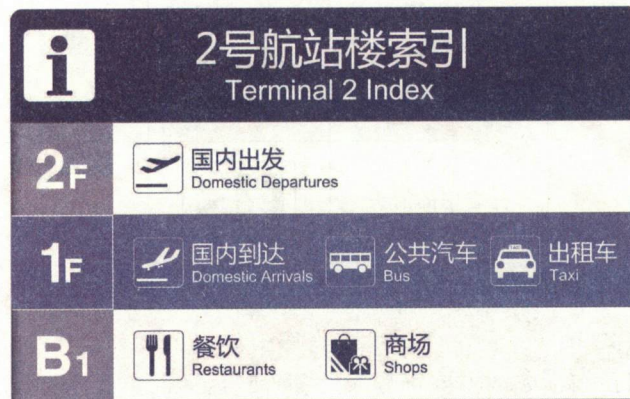 i
2号航站楼索引
Terminal 2 Index
2F
国内出发
Domestic Departures
1F
国内到达 公共汽车 出租车
Domestic Arrivals Bus Taxi
B1
餐饮 商场
Restaurants Shops